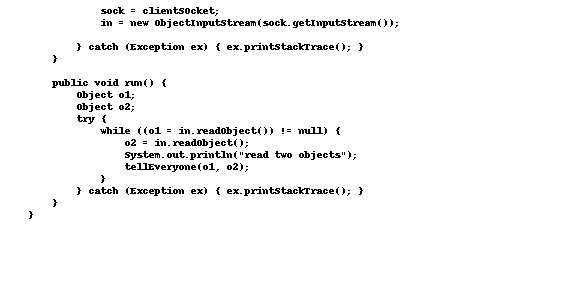 sock = clientSOcket;
in = new ObjectInputStream(sock.getInputStream());
} catch (Exception ex) { ex.printStackTrace(); }
}
public void run() {
Object o1;
Object o2;
try {
while ((o1 = in.readObject()) != null) {
o2 = in.readObject();
System.out.println("read two objects");
tellEveryone(o1, o2);
}
} catch (Exception ex) { ex.printStackTrace(); }
}
}